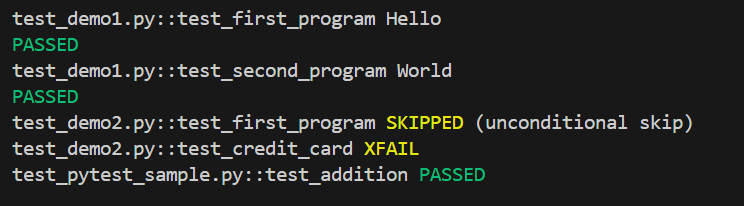 test_demo1.py::test_first_program Hello
PASSED
test_demo1.py::test_second_program World
PASSED
test_demo2.py::test_first_program SKIPPED (unconditional skip)
test_demo2.py::test_credit_card XFAIL
test_pytest_sample.py::test_addition PASSED